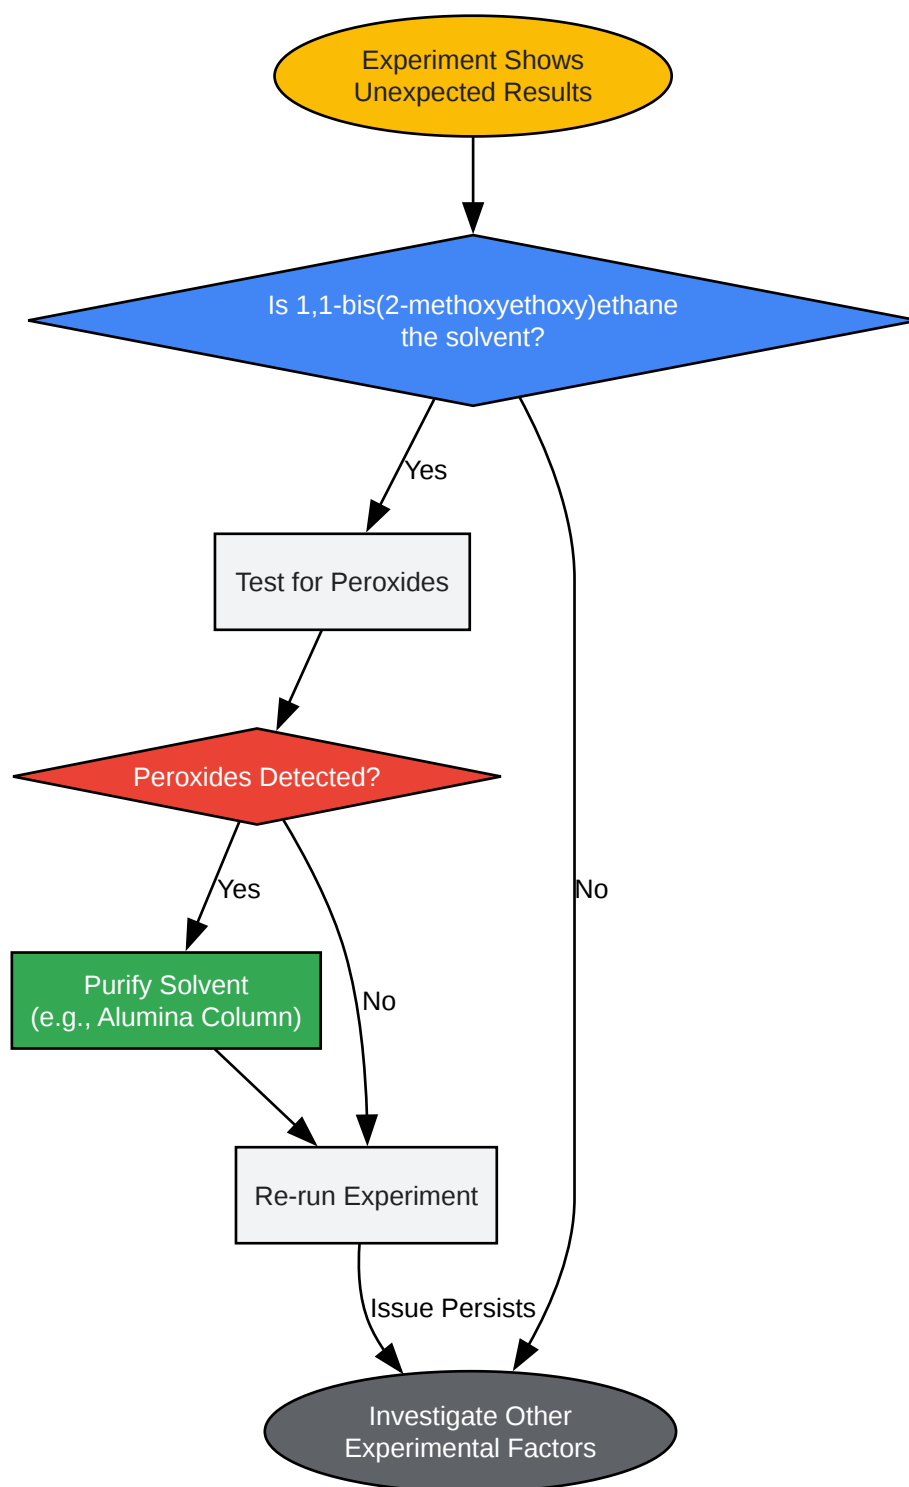 Experiment Shows
Unexpected Results
Is 1,1-bis(2-methoxyethoxy)ethane
the solvent?
Yes
Test for Peroxides
Peroxides Detected?
Yes
No
Purify Solvent
(e.g., Alumina Column)
No
Re-run Experiment
Issue Persists
Investigate Other
Experimental Factors